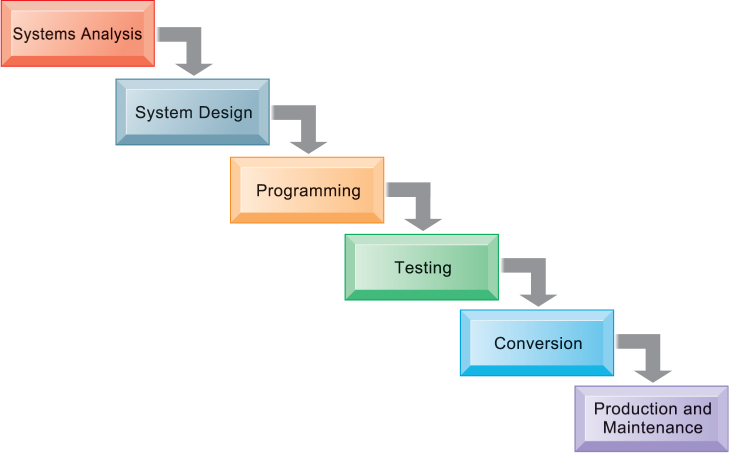 Systems Analysis
System Design
Programming
Testing
Conversion
Production and
Maintenance